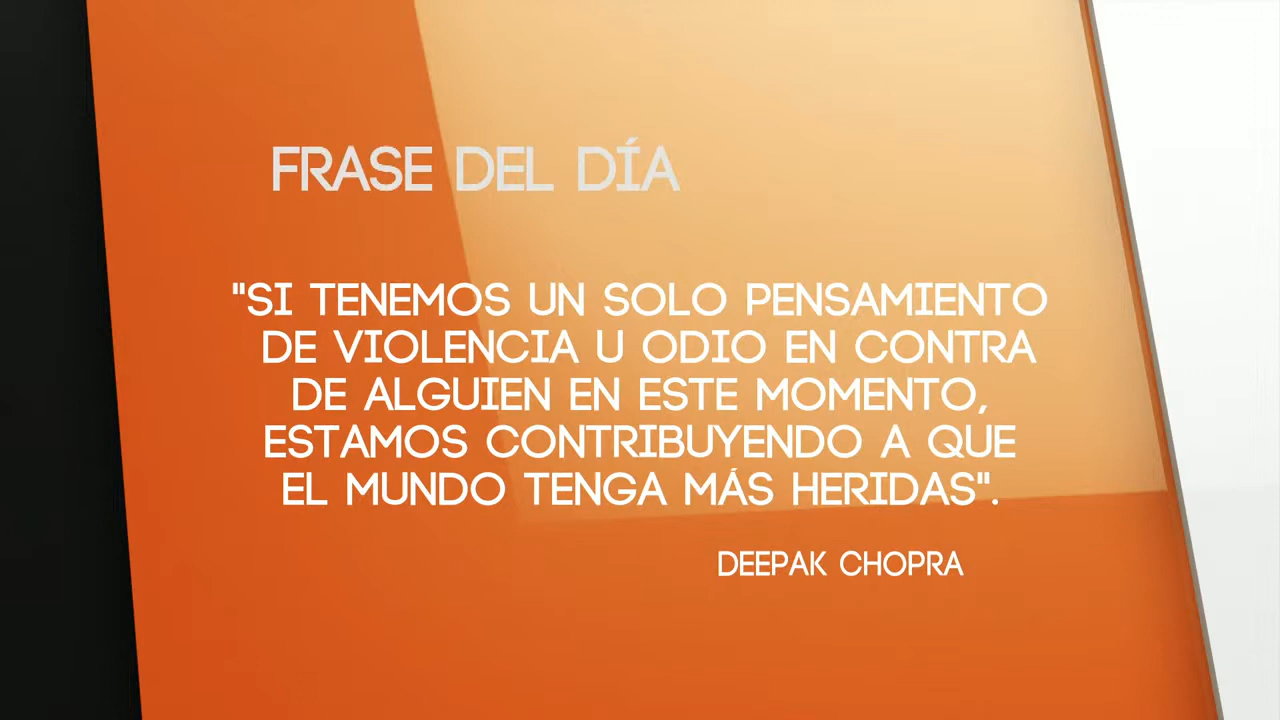 FRASE DEL DÍA
"SI TENEMOS UN SOLO PENSAMIENTO
DE VIOLENCIA U ODIO EN CONTRA
DE ALGUIEN EN ESTE MOMENTO,
ESTAMOS CONTRIBUYENDO A QUE
EL MUNDO TENGA MÁS HERIDAS".
DEEPAK CHOPRA